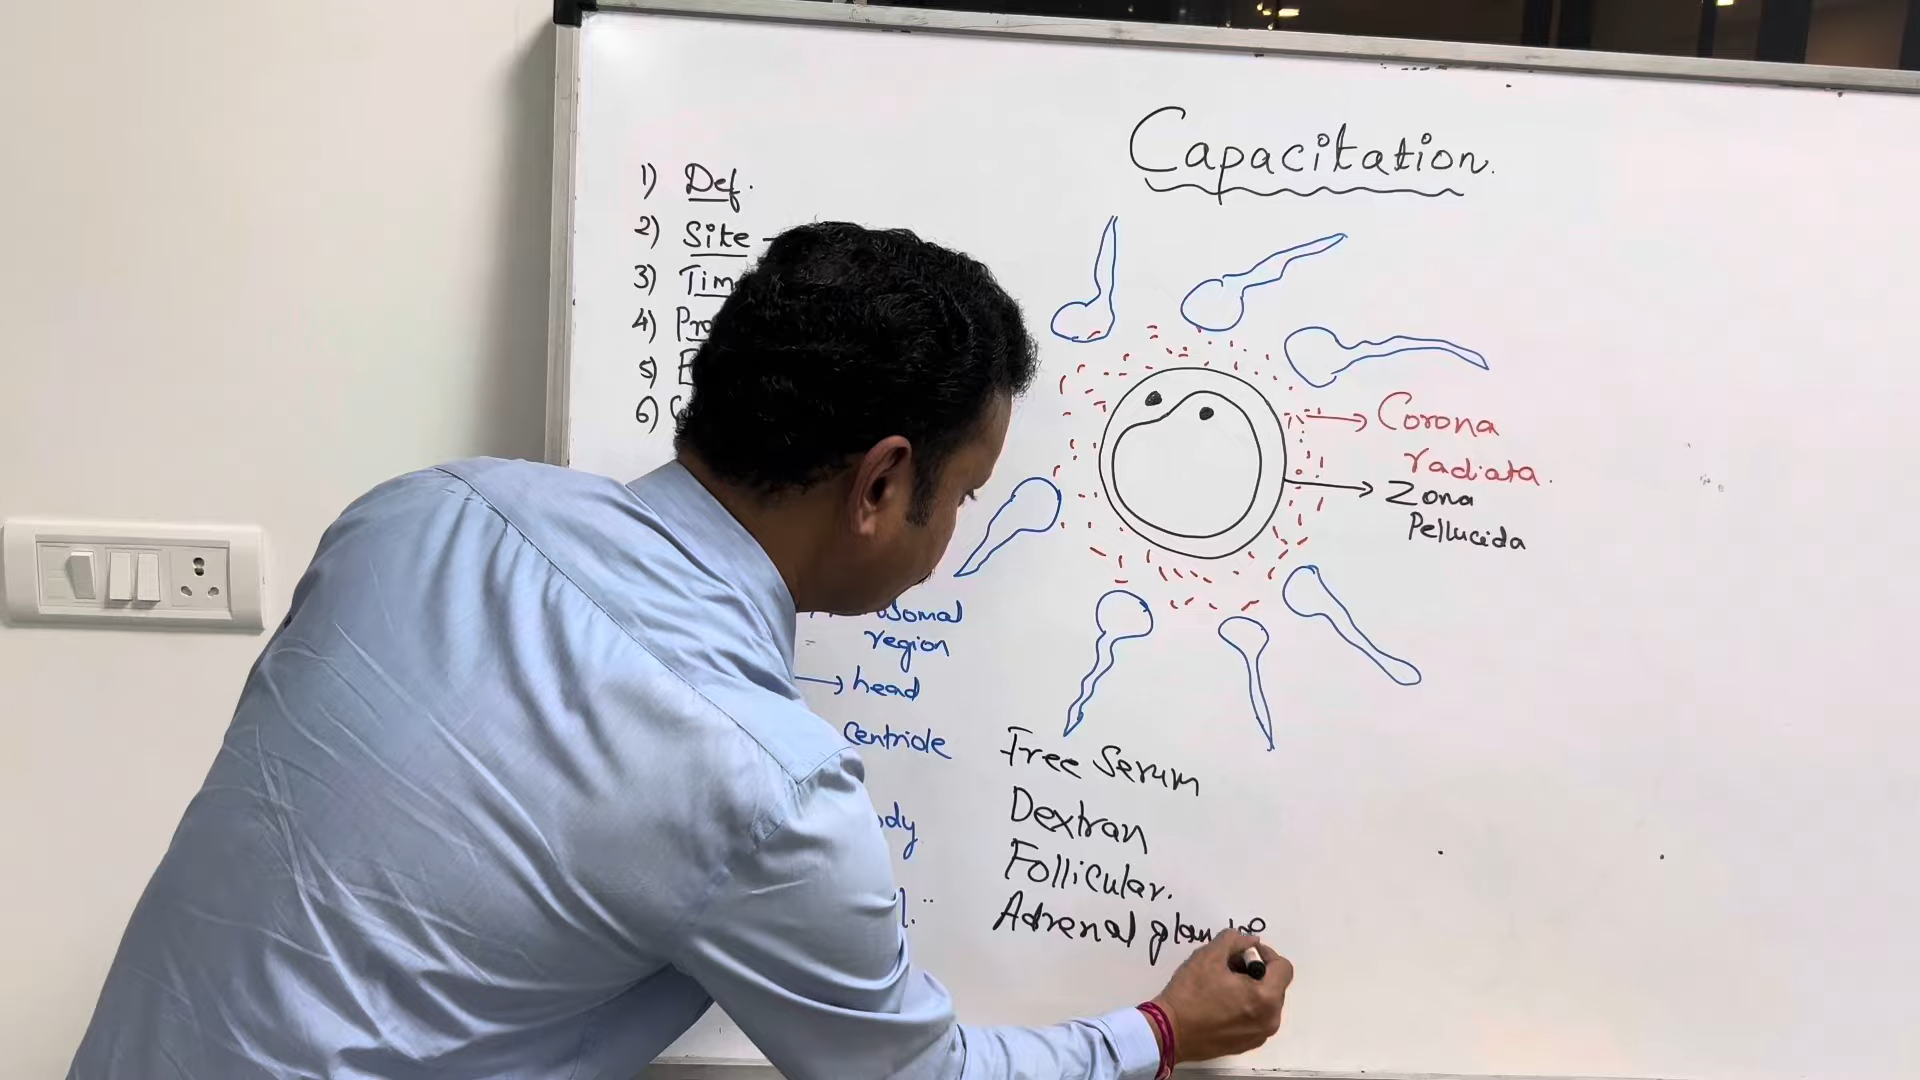 Capacitation.
1) Def.
2) Site -
3) Tim
4) Pro
5) E
6)
Corona
radiata.
Zona
Pellucida
region
head
Centriole
Free Serum
Dextran
Follicular.
Adrenal gland